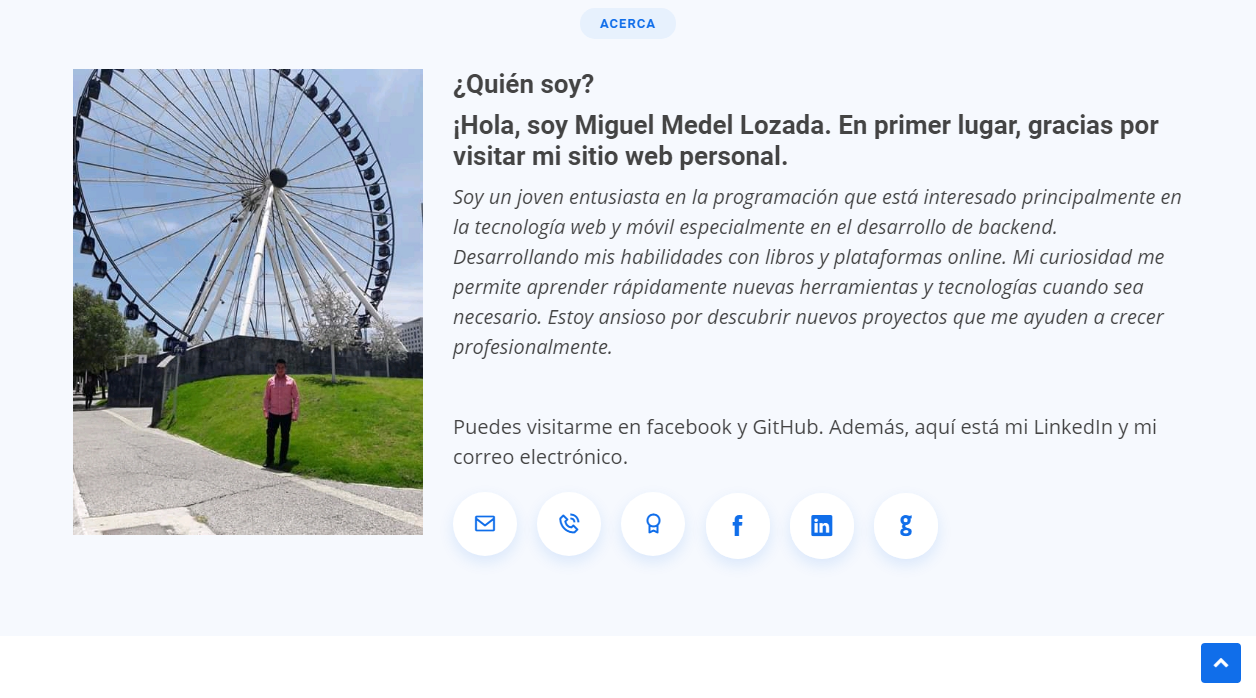 ACERCA
¿Quién soy?
¡Hola, soy Miguel Medel Lozada. En primer lugar, gracias por
visitar mi sitio web personal.
Soy un joven entusiasta en la programación que está interesado principalmente en
la tecnología web y móvil especialmente en el desarrollo de backend.
Desarrollando mis habilidades con libros y plataformas online. Mi curiosidad me
permite aprender rápidamente nuevas herramientas y tecnologías cuando sea
necesario. Estoy ansioso por descubrir nuevos proyectos que me ayuden a crecer
profesionalmente.
Puedes visitarme en facebook y GitHub. Además, aquí está mi LinkedIn y mi
correo electrónico.